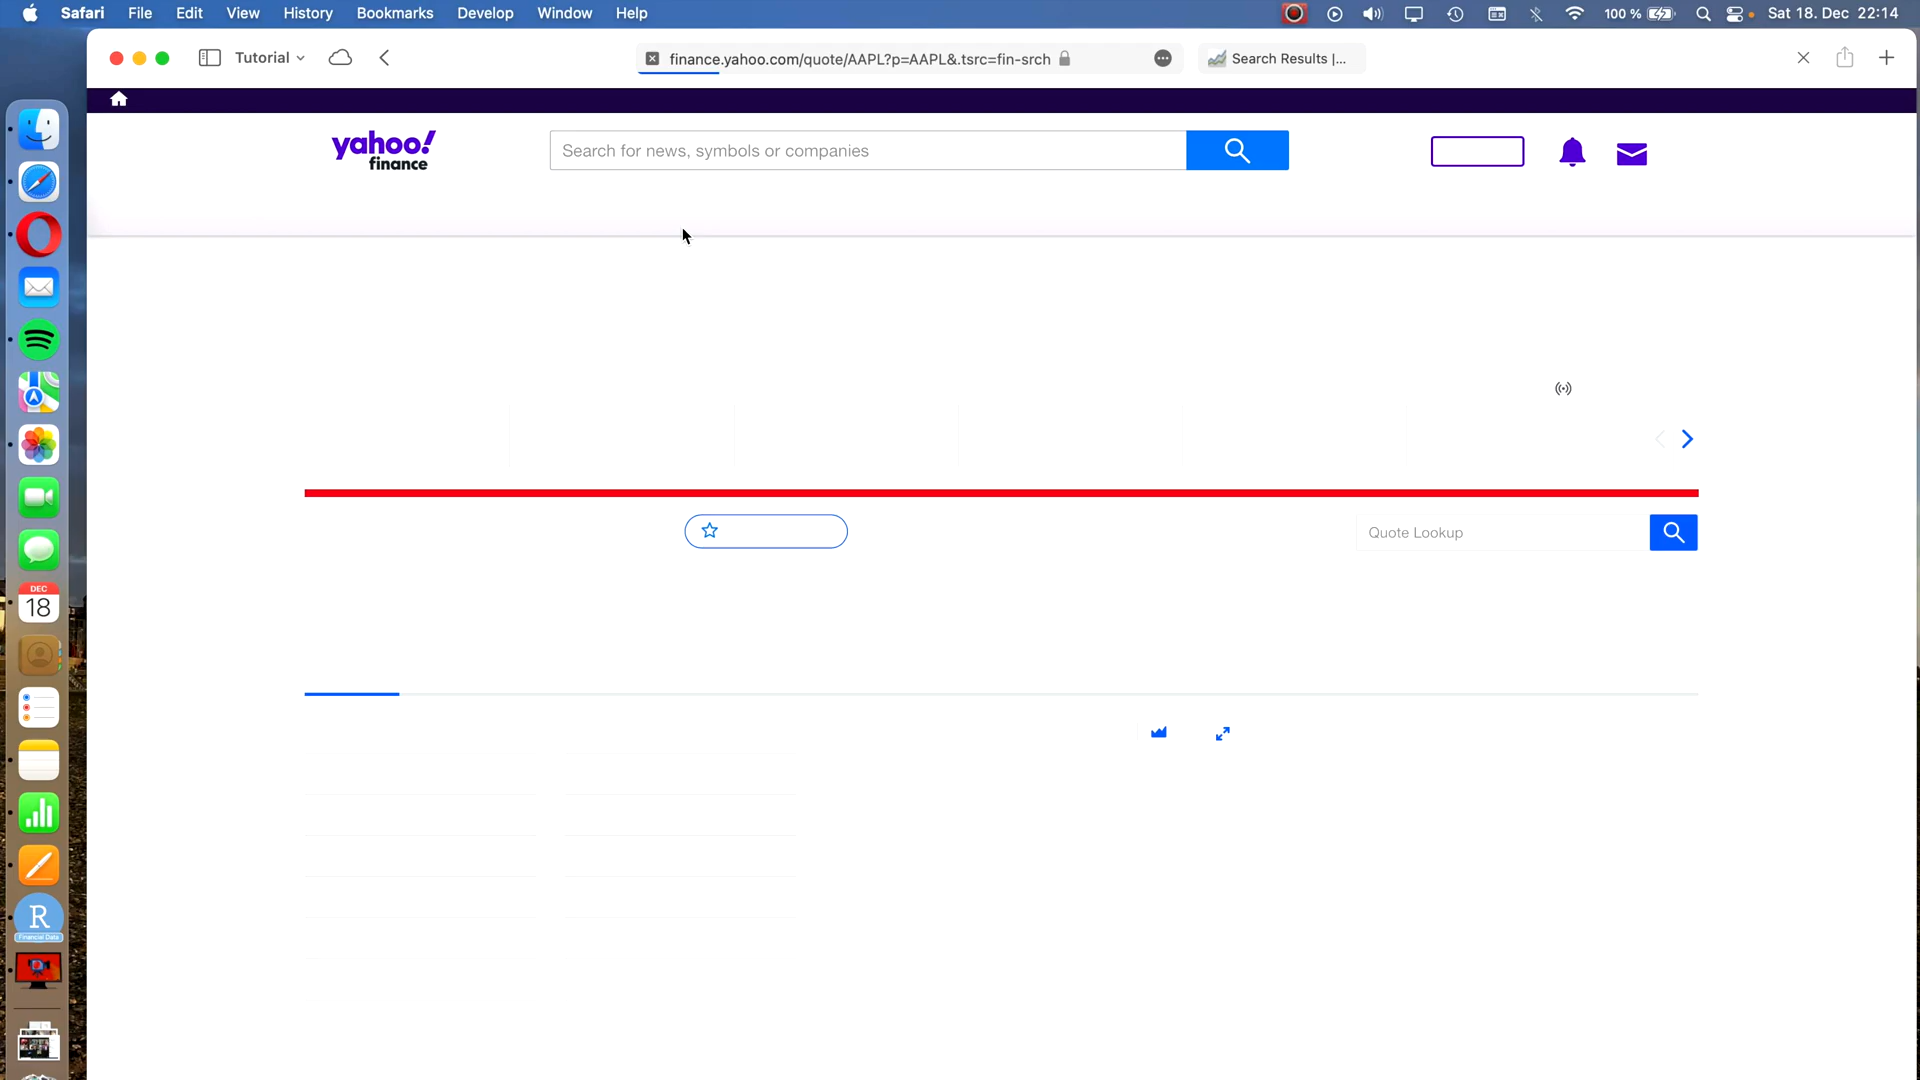 Safari File Edit View History Bookmarks Develop Window Help 100 % Sat 18. Dec 22:14
Tutorial finance.yahoo.com/quote/AAPL?p=AAPL&.tsrc=fin-srch Search Results |...
yahoo!
finance
Search for news, symbols or companies
Quote Lookup
DEC
18
R
Financial Data